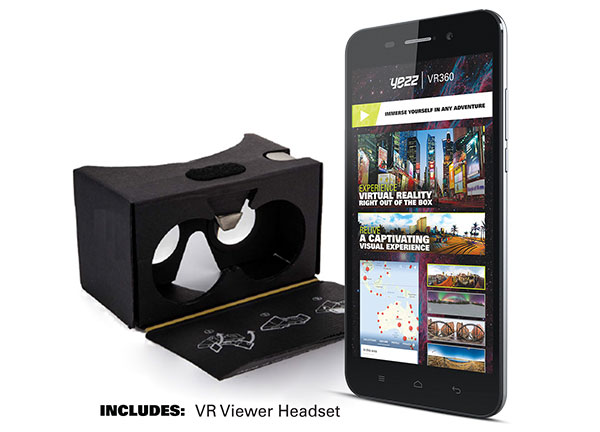 yezz | VR360
IMMERSE YOURSELF IN ANY ADVENTURE
EXPERIENCE
VIRTUAL REALITY
RIGHT OUT OF THE BOX
RELIVE
A CAPTIVATING
VISUAL EXPERIENCE
INCLUDES: VR Viewer Headset